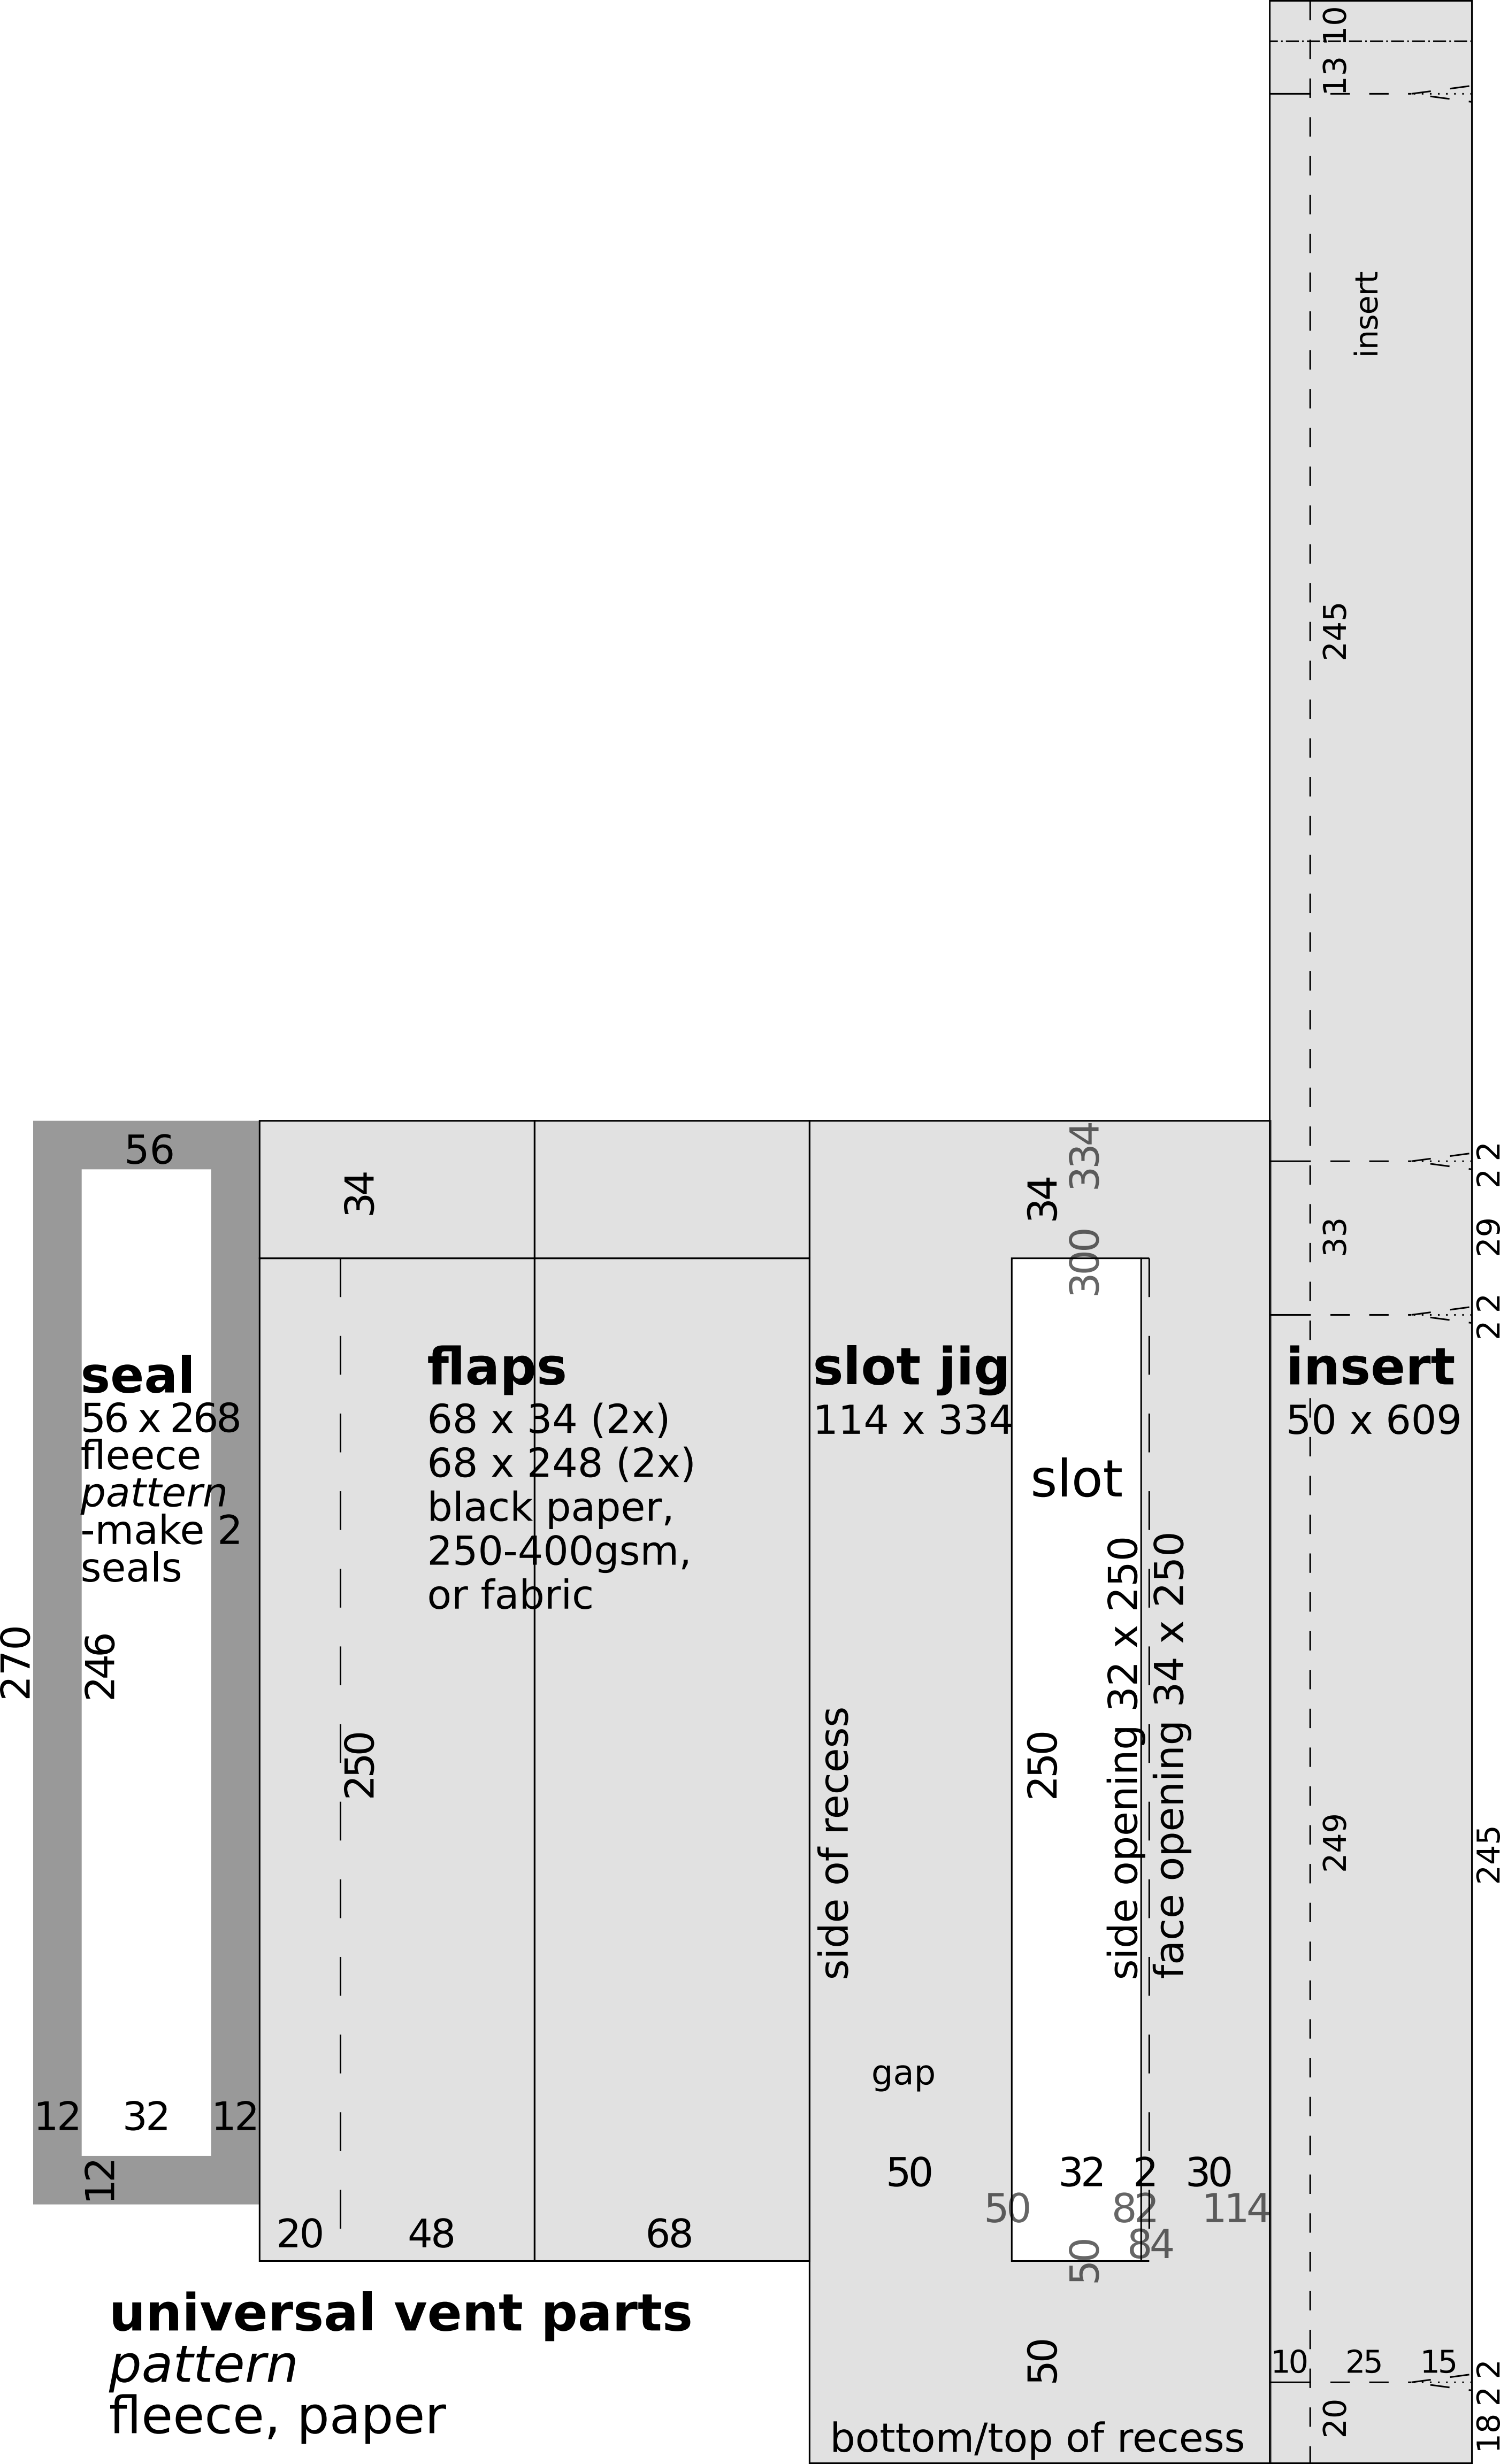 10
13
insert
245
56
34
34
334
300
2
2
33
29
2
2
seal
56 x 268
fleece
pattern
-make 2
seals
flaps
68 x 34 (2x)
68 x 248 (2x)
black paper,
250-400gsm,
or fabric
slot jig
114 x 334
slot
insert
50 x 609
270
246
250
side of recess
250
side opening 32 x 250
face opening 34 x 250
249
245
gap
12 32 12
12
50 32 2 30
50 82 114
84
50
20 48 68
universal vent parts
pattern
fleece, paper
50
bottom/top of recess
10 25 15
20
2
2
18